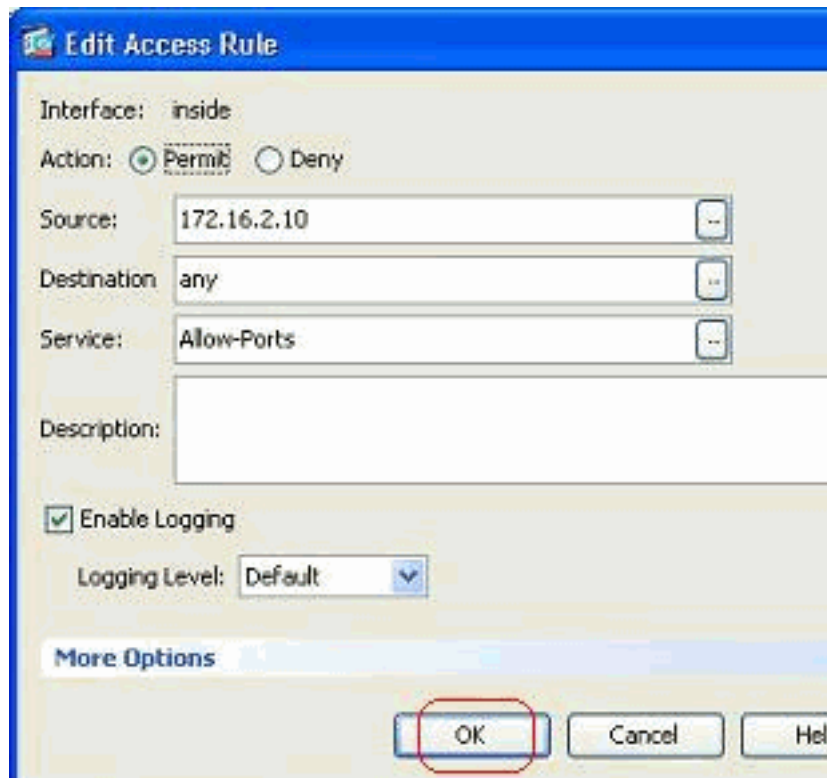 Edit Access Rule
Interface: inside
Action: Permit Deny
Source: 172.16.2.10 ...
Destination any ...
Service: Allow-Ports ...
Description:
Enable Logging
Logging Level: Default
More Options
OK Cancel Hel